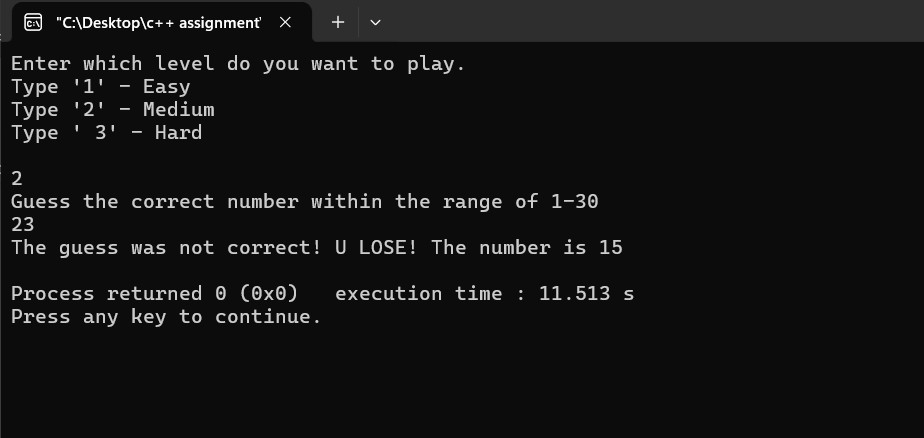 "C:\Desktop\c++ assignment'
Enter which level do you want to play.
Type '1' - Easy
Type '2' - Medium
Type ' 3' - Hard
2
Guess the correct number within the range of 1-30
23
The guess was not correct! U LOSE! The number is 15
Process returned 0 (0x0)   execution time : 11.513 s
Press any key to continue.